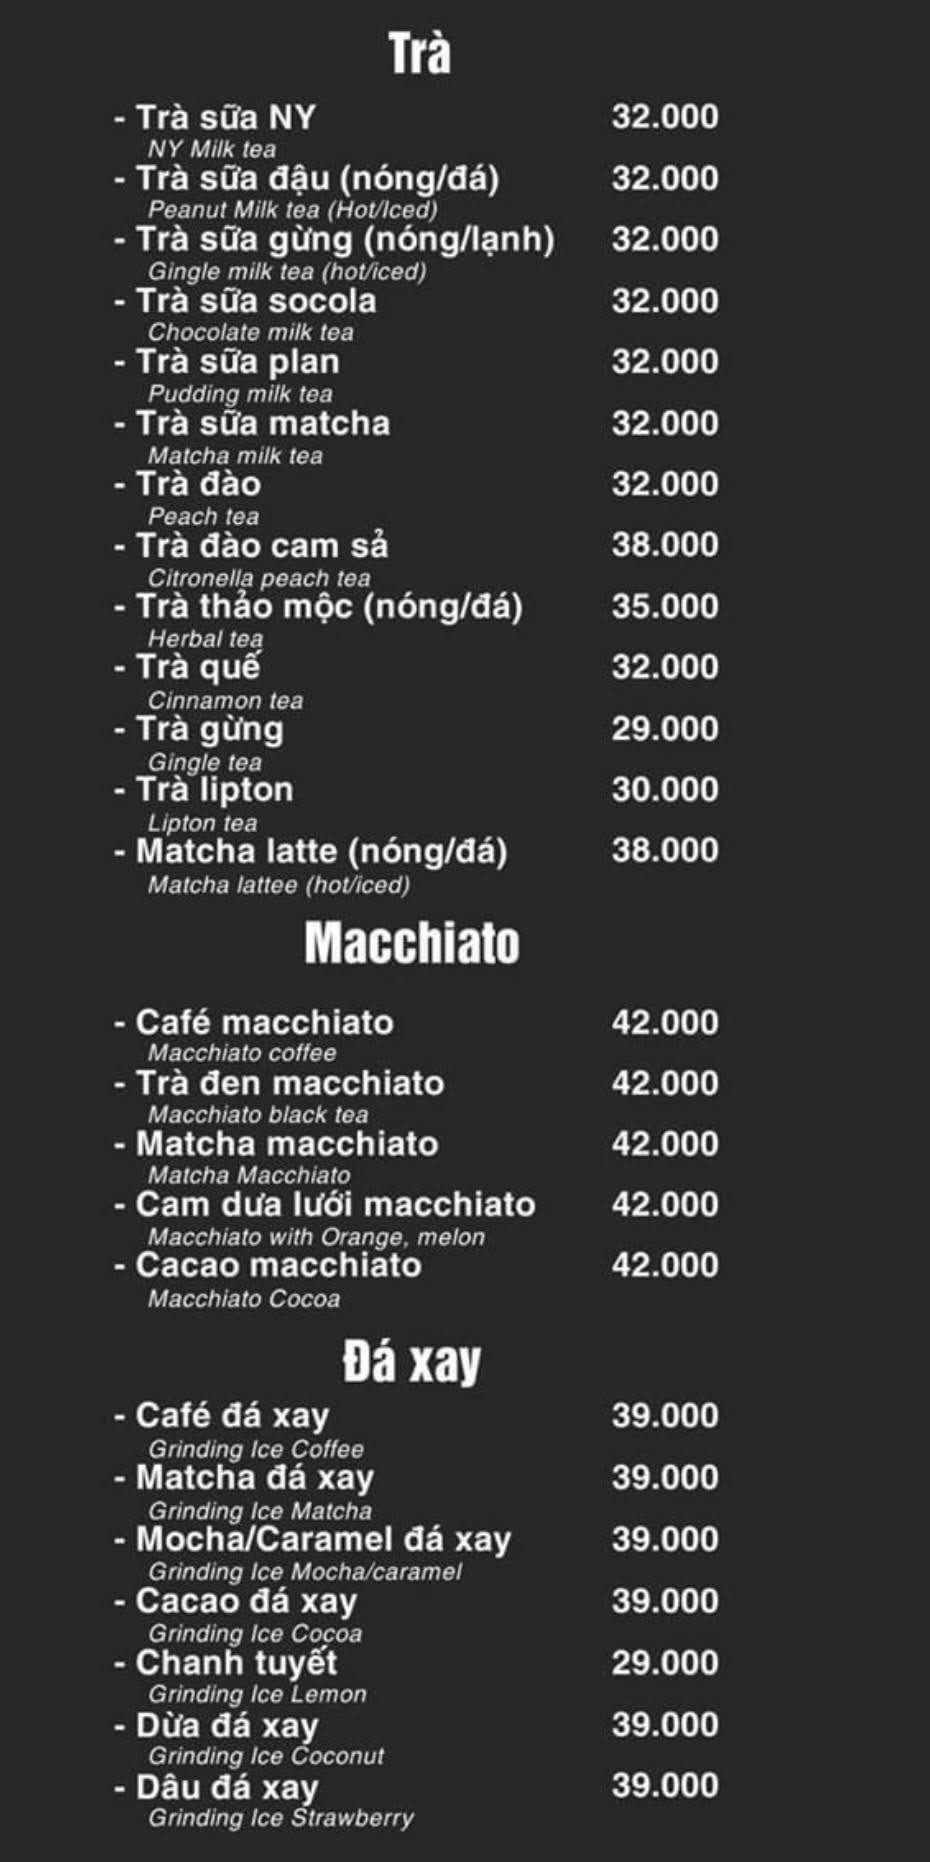 Trà
- Trà sữa NY 32.000
NY Milk tea
- Trà sữa đậu (nóng/đá) 32.000
Peanut Milk tea (Hot/Iced)
- Trà sữa gừng (nóng/lạnh) 32.000
Gingle milk tea (hot/iced)
- Trà sữa socola 32.000
Chocolate milk tea
- Trà sữa plan 32.000
Pudding milk tea
- Trà sữa matcha 32.000
Matcha milk tea
- Trà đào 32.000
Peach tea
- Trà đào cam sả 38.000
Citronella peach tea
- Trà thảo mộc (nóng/đá) 35.000
Herbal tea
- Trà quế 32.000
Cinnamon tea
- Trà gừng 29.000
Gingle tea
- Trà lipton 30.000
Lipton tea
- Matcha latte (nóng/đá) 38.000
Matcha lattee (hot/iced)
Macchiato
- Café macchiato 42.000
Macchiato coffee
- Trà đen macchiato 42.000
Macchiato black tea
- Matcha macchiato 42.000
Matcha Macchiato
- Cam dưa lưới macchiato 42.000
Macchiato with Orange, melon
- Cacao macchiato 42.000
Macchiato Cocoa
Đá xay
- Café đá xay 39.000
Grinding Ice Coffee
- Matcha đá xay 39.000
Grinding Ice Matcha
- Mocha/Caramel đá xay 39.000
Grinding Ice Mocha/caramel
- Cacao đá xay 39.000
Grinding Ice Cocoa
- Chanh tuyết 29.000
Grinding Ice Lemon
- Dừa đá xay 39.000
Grinding Ice Coconut
- Dâu đá xay 39.000
Grinding Ice Strawberry